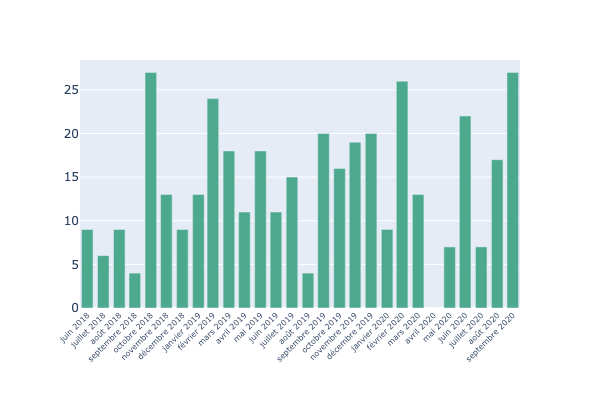 25
20
15
10
5
0
juin 2018
juillet 2018
août 2018
septembre 2018
octobre 2018
novembre 2018
décembre 2018
janvier 2019
février 2019
mars 2019
avril 2019
mai 2019
juin 2019
juillet 2019
août 2019
septembre 2019
octobre 2019
novembre 2019
décembre 2019
janvier 2020
février 2020
mars 2020
avril 2020
mai 2020
juin 2020
juillet 2020
août 2020
septembre 2020